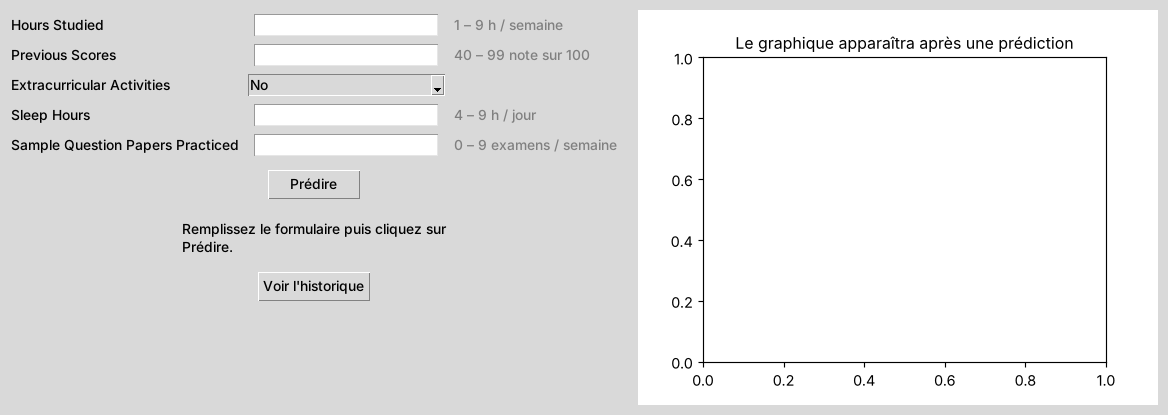 Hours Studied 1 – 9 h / semaine
Previous Scores 40 – 99 note sur 100
Extracurricular Activities No
Sleep Hours 4 – 9 h / jour
Sample Question Papers Practiced 0 – 9 examens / semaine
Prédire
Remplissez le formulaire puis cliquez sur
Prédire.
Voir l'historique
Le graphique apparaîtra après une prédiction
1.0
0.8
0.6
0.4
0.2
0.0
0.0 0.2 0.4 0.6 0.8 1.0